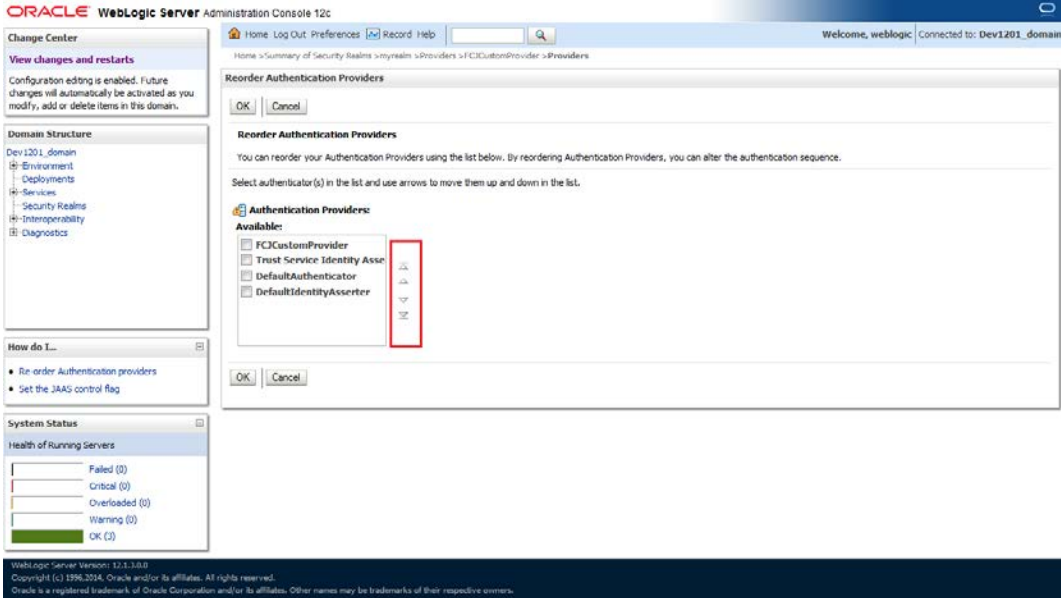 ORACLE WebLogic Server Administration Console 12c
Change Center
View changes and restarts
Configuration editing is enabled. Future
changes will automatically be activated as you
modify, add or delete items in this domain.
Domain Structure
Dev1201_domain
Environment
Deployments
Services
Security Realms
Interoperability
Diagnostics
How do I...
Re-order Authentication providers
Set the JAAS control flag
System Status
Health of Running Servers
Failed (0)
Critical (0)
Overloaded (0)
Warning (0)
OK (3)
Home Log Out Preferences Record Help
Welcome, weblogic Connected to: Dev1201_domain
Home >Summary of Security Realms >myrealm >Providers >FCJCustomProvider >Providers
Reorder Authentication Providers
OK Cancel
Reorder Authentication Providers
You can reorder your Authentication Providers using the list below. By reordering Authentication Providers, you can alter the authentication sequence.
Select authenticator(s) in the list and use arrows to move them up and down in the list.
Authentication Providers:
Available:
FCJCustomProvider
Trust Service Identity Asse
DefaultAuthenticator
DefaultIdentityAsserter
OK Cancel
WebLogic Server Version: 12.1.3.0.0
Copyright (c) 1996,2014, Oracle and/or its affiliates. All rights reserved.
Oracle is a registered trademark of Oracle Corporation and/or its affiliates. Other names may be trademarks of their respective owners.